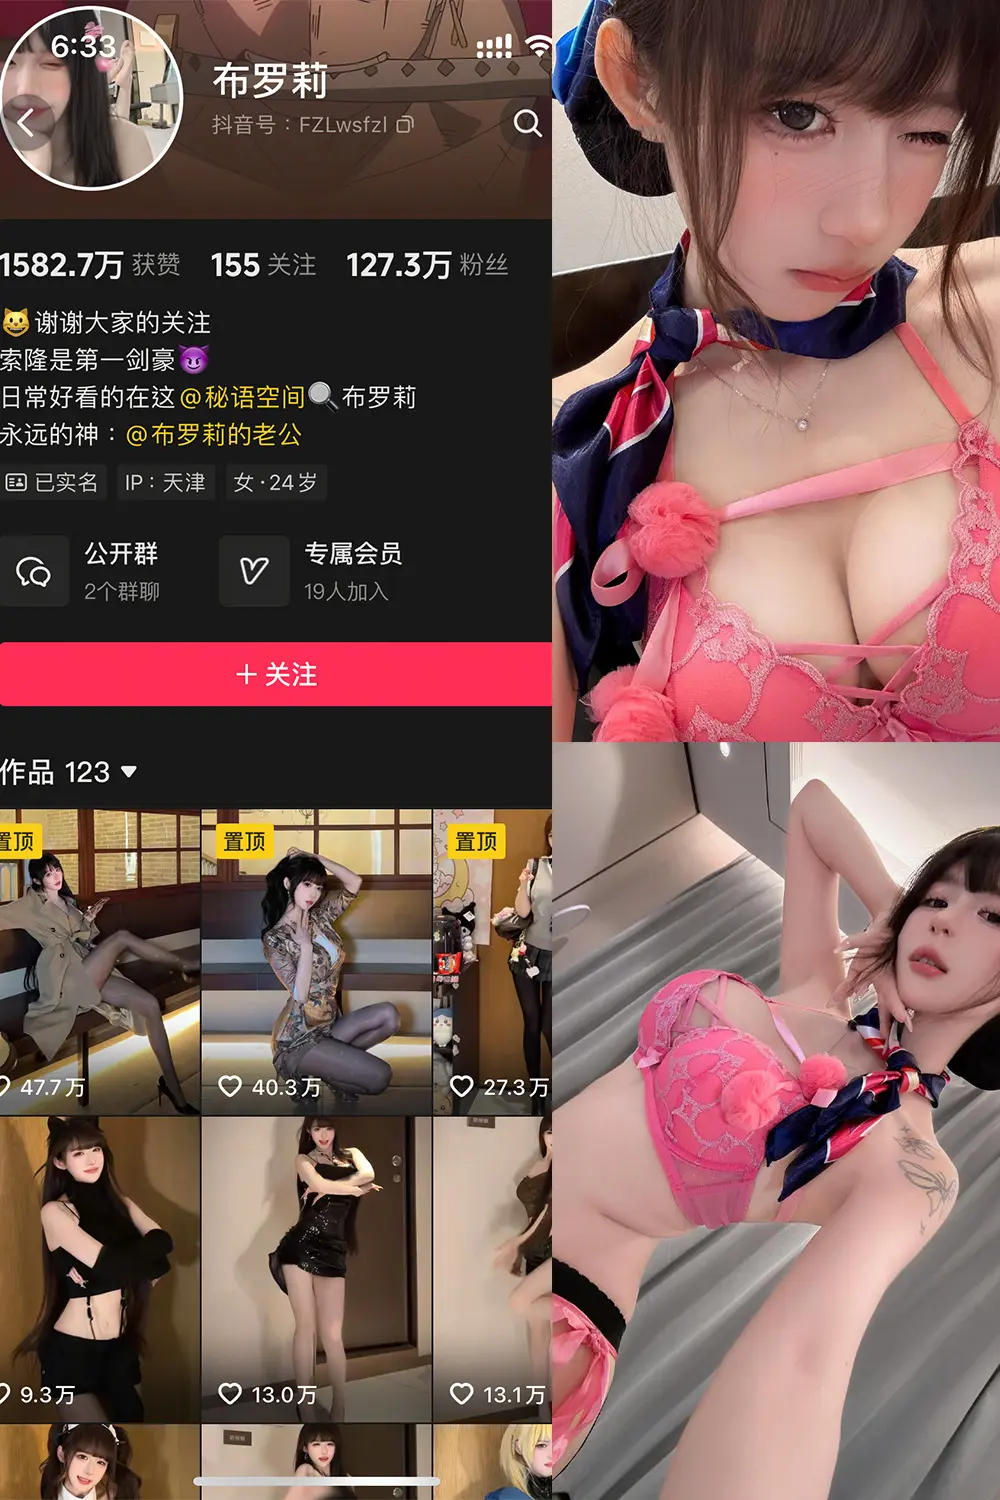 6:33
布罗莉
抖音号：FZLwsfzl
1582.7万 获赞 155 关注 127.3万 粉丝
😺谢谢大家的关注
索隆是第一剑豪😈
日常好看的在这@秘语空间🔍布罗莉
永远的神：@布罗莉的老公
已实名 IP：天津 女·24岁
公开群 专属会员
2个群聊 19人加入
+ 关注
作品 123
置顶 置顶 置顶
47.7万 40.3万 27.3万
9.3万 13.0万 13.1万